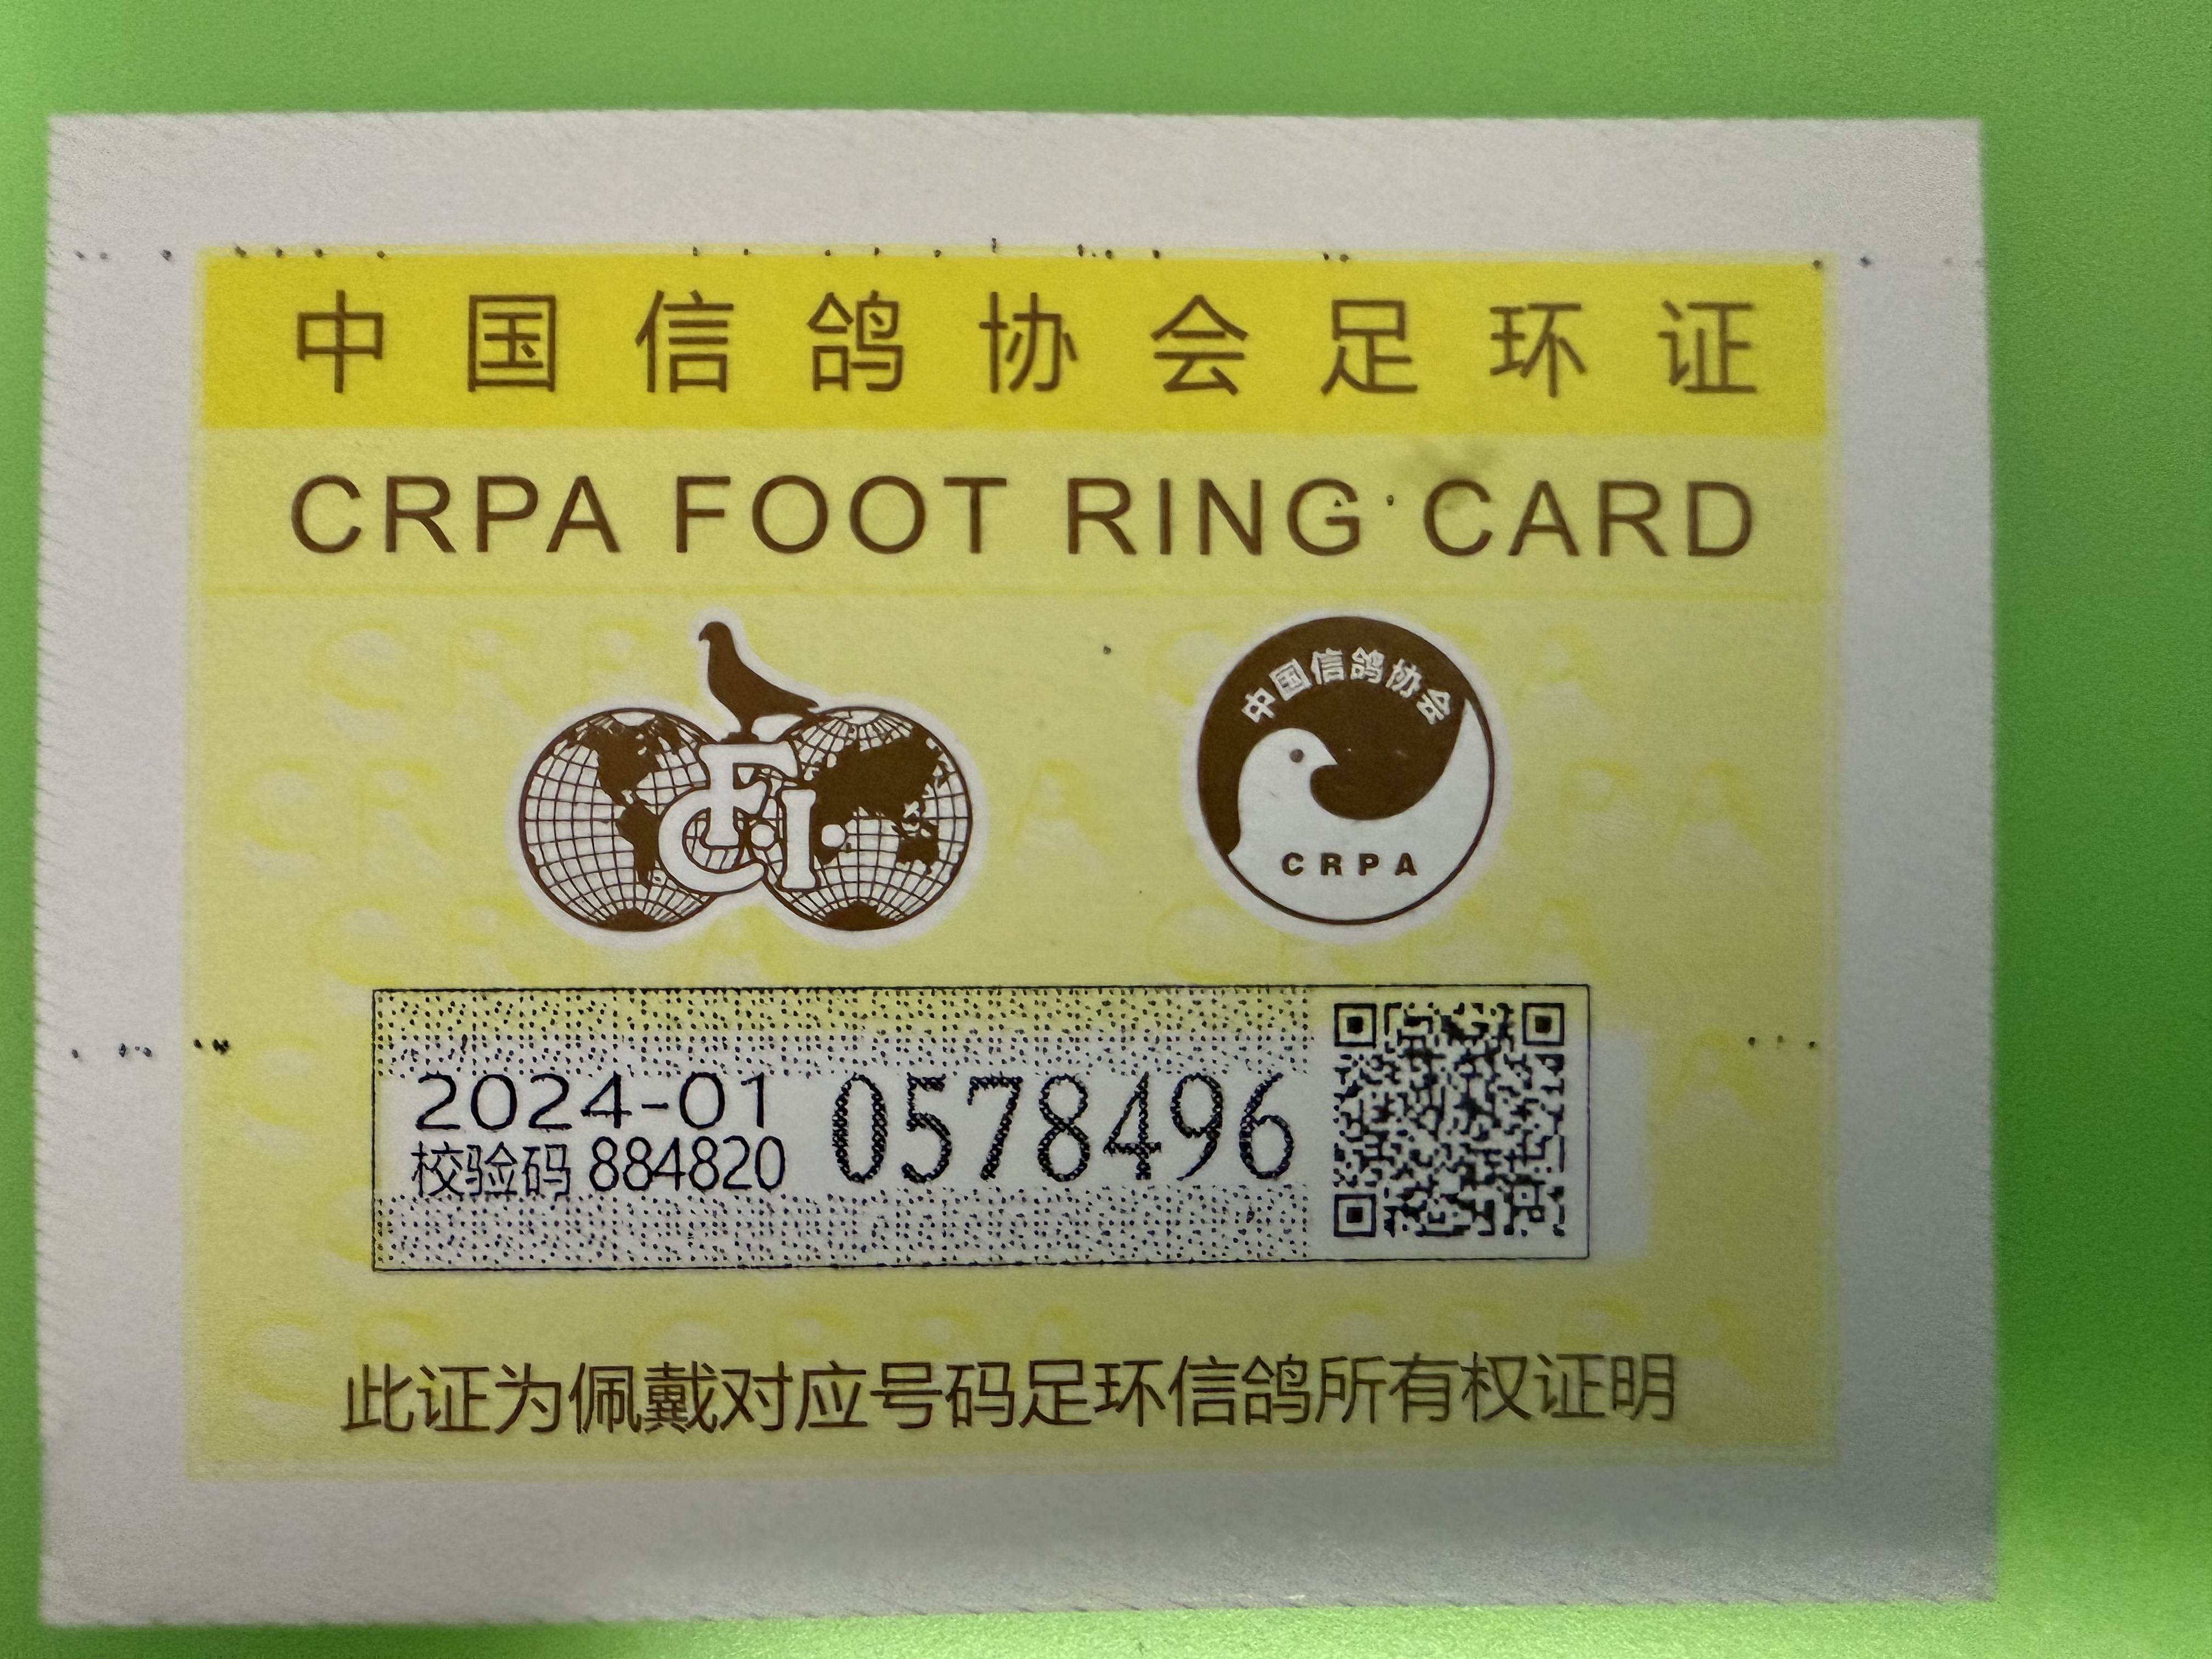 中国信鸽协会足环证
CRPA FOOT RING CARD
F
C.I.
中国信鸽协会
CRPA
2024-01
校验码 884820
0578496
此证为佩戴对应号码足环信鸽所有权证明